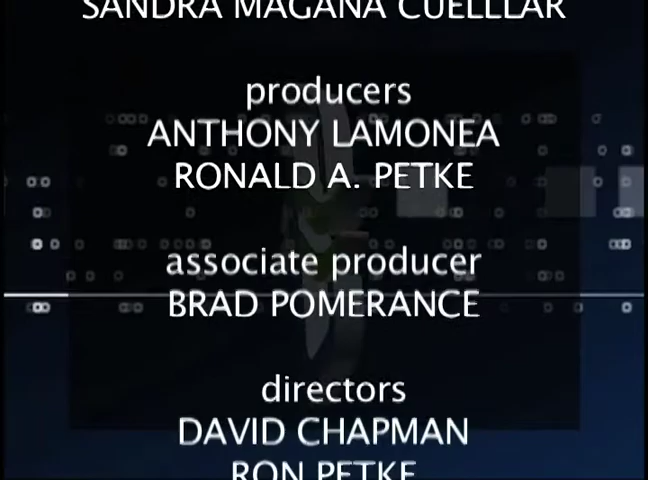 SANDRA MAGANA CUELLLAR
producers
ANTHONY LAMONEA
RONALD A. PETKE
associate producer
BRAD POMERANCE
directors
DAVID CHAPMAN
RON PETKE